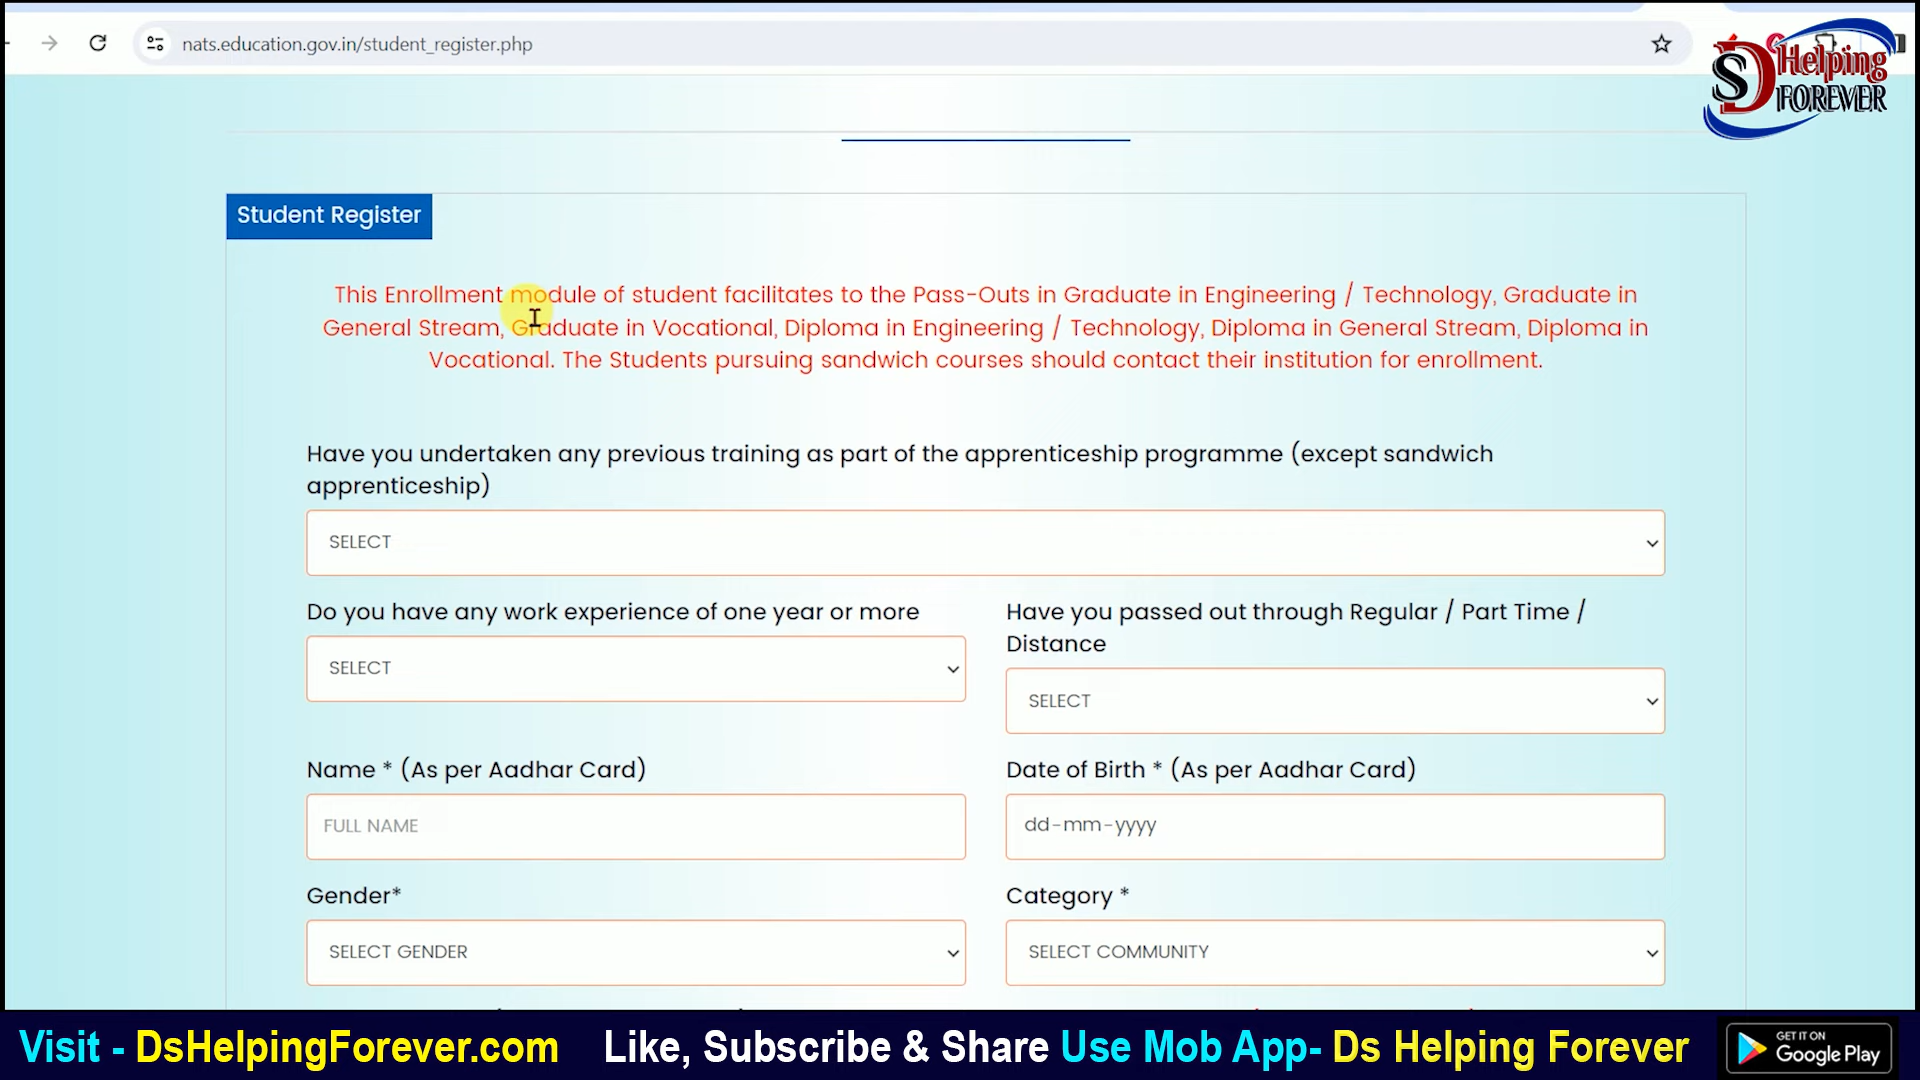 nats.education.gov.in/student_register.php
SD Helping
FOREVER
Student Register
This Enrollment module of student facilitates to the Pass-Outs in Graduate in Engineering / Technology, Graduate in
General Stream, Graduate in Vocational, Diploma in Engineering / Technology, Diploma in General Stream, Diploma in
Vocational. The Students pursuing sandwich courses should contact their institution for enrollment.
Have you undertaken any previous training as part of the apprenticeship programme (except sandwich
apprenticeship)
SELECT
Do you have any work experience of one year or more
SELECT
Have you passed out through Regular / Part Time /
Distance
SELECT
Name * (As per Aadhar Card)
FULL NAME
Date of Birth * (As per Aadhar Card)
dd-mm-yyyy
Gender*
SELECT GENDER
Category *
SELECT COMMUNITY
Visit - DsHelpingForever.com Like, Subscribe & Share Use Mob App- Ds Helping Forever
GET IT ON
Google Play